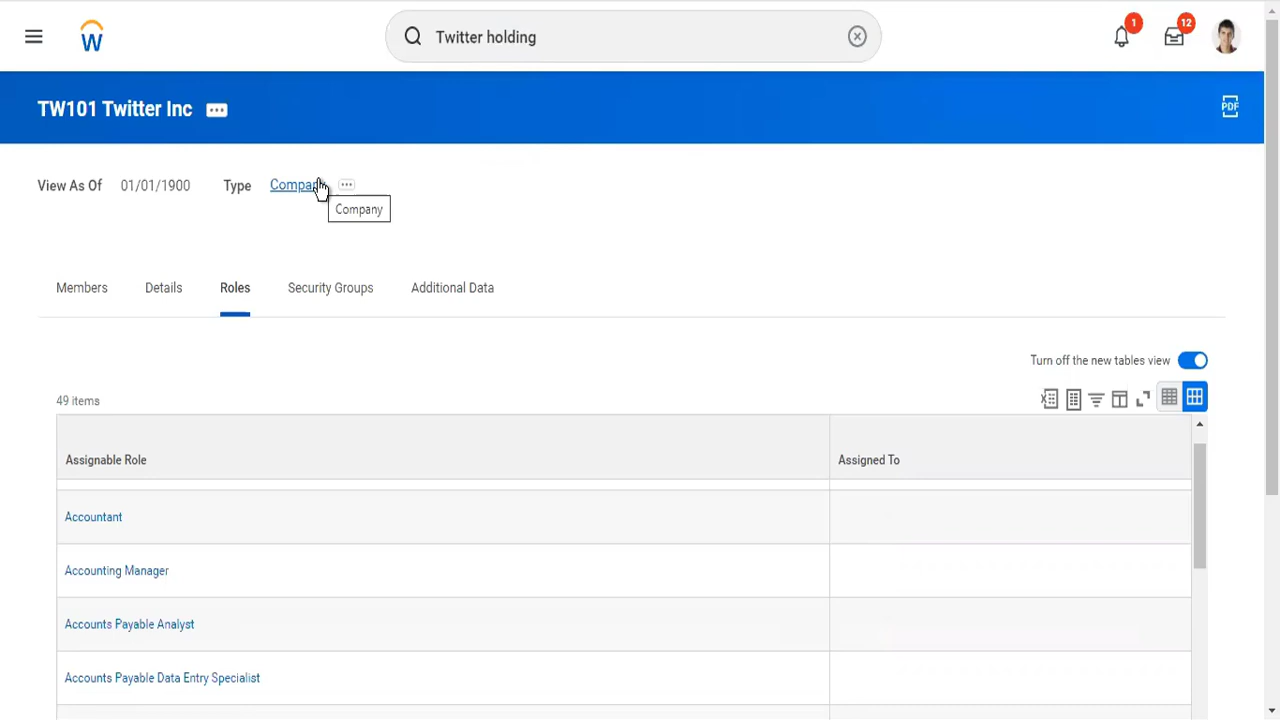 W
Twitter holding
1
12
TW101 Twitter Inc
PDF
View As Of 01/01/1900 Type Company
Company
Members Details Roles Security Groups Additional Data
Turn off the new tables view
49 items
Assignable Role Assigned To
Accountant
Accounting Manager
Accounts Payable Analyst
Accounts Payable Data Entry Specialist